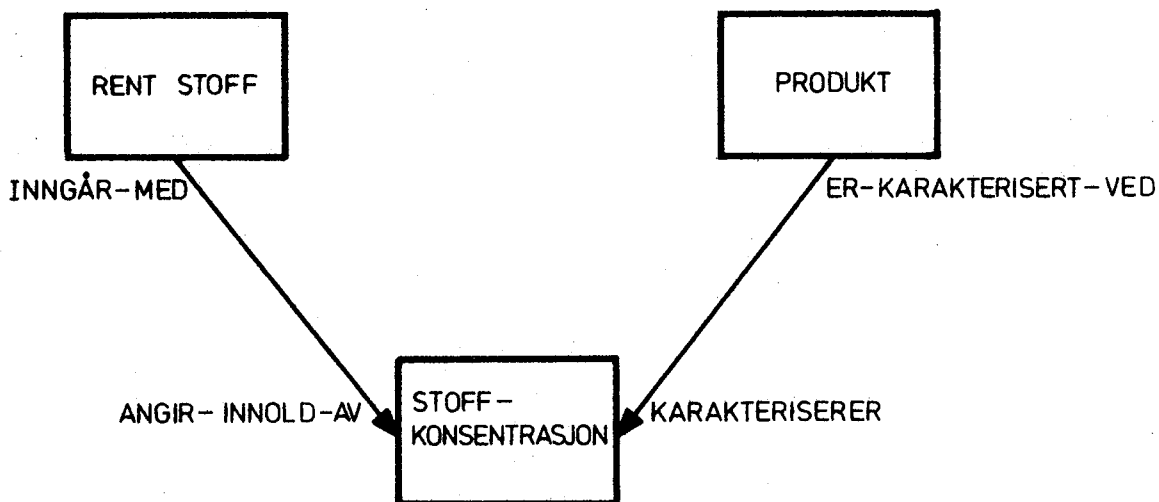 RENT STOFF
PRODUKT
INNGÅR-MED
ER-KARAKTERISERT-VED
ANGIR-INNOLD-AV
STOFF-
KONSENTRASJON
KARAKTERISERER